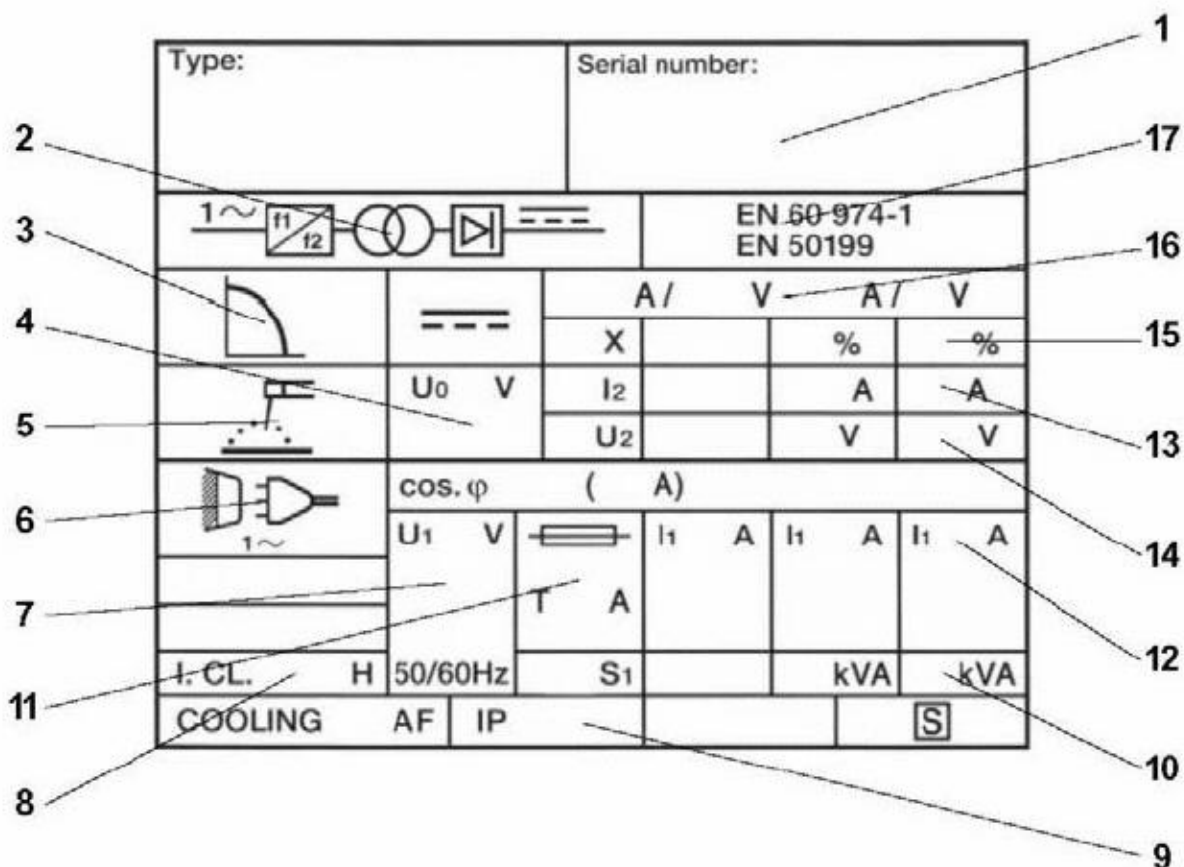 1
Type: Serial number:
2 17
1~ f1 f2 EN 60 974-1
EN 50199
3 16
A / V A / V
4 15
X % %
U0 V I2 A A
5 13
U2 V V
cos. φ ( A)
6
1~
U1 V I1 A I1 A I1 A
14
7
T A
12
I. CL. H 50/60Hz S1 kVA kVA
11
COOLING AF IP S
10
8
9